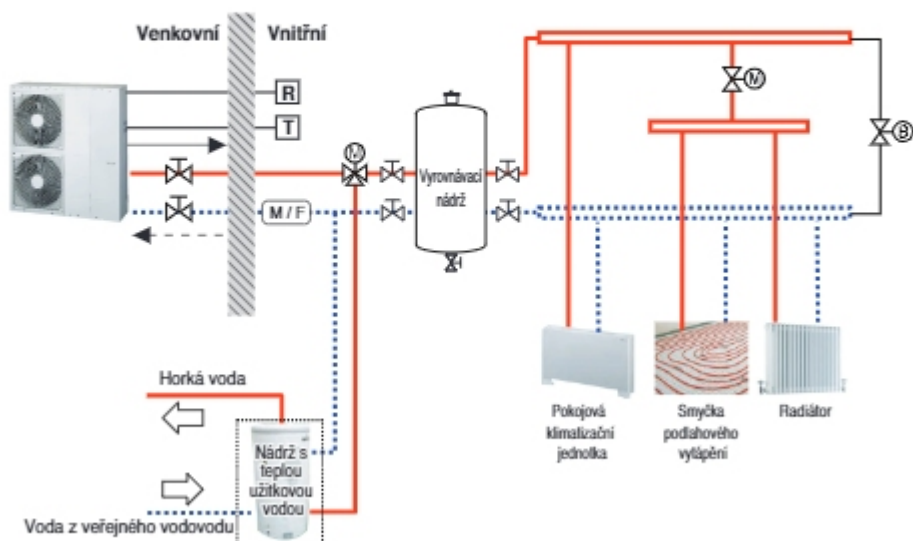 Venkovní
Vnitřní
R
T
M
M / F
Vyrovnávací
nádrž
M
B
Pokojová
klimatizační
jednotka
Smyčka
podlahového
vytápění
Radiátor
Horká voda
Nádrž s
teplou
užitkovou
vodou
Voda z veřejného vodovodu